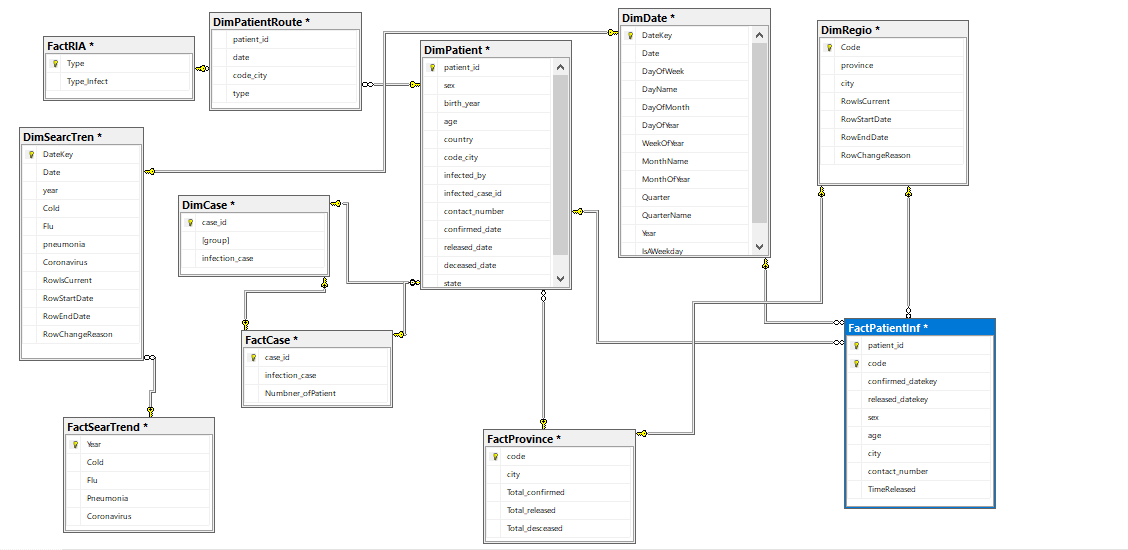 FactRIA *
Type
Type_Infect
DimPatientRoute *
patient_id
date
code_city
type
DimPatient *
patient_id
sex
birth_year
age
country
code_city
infected_by
infected_case_id
contact_number
confirmed_date
released_date
deceased_date
state
DimDate *
DateKey
Date
DayOfWeek
DayName
DayOfMonth
DayOfYear
WeekOfYear
MonthName
MonthOfYear
Quarter
QuarterName
Year
IsAWeekday
DimRegio *
Code
province
city
RowIsCurrent
RowStartDate
RowEndDate
RowChangeReason
DimSearcTren *
DateKey
Date
year
Cold
Flu
pneumonia
Coronavirus
RowIsCurrent
RowStartDate
RowEndDate
RowChangeReason
DimCase *
case_id
[group]
infection_case
FactCase *
case_id
infection_case
Numbner_ofPatient
FactPatientInf *
patient_id
code
confirmed_datekey
released_datekey
sex
age
city
contact_number
TimeReleased
FactSearTrend *
Year
Cold
Flu
Pneumonia
Coronavirus
FactProvince *
code
city
Total_confirmed
Total_released
Total_desceased